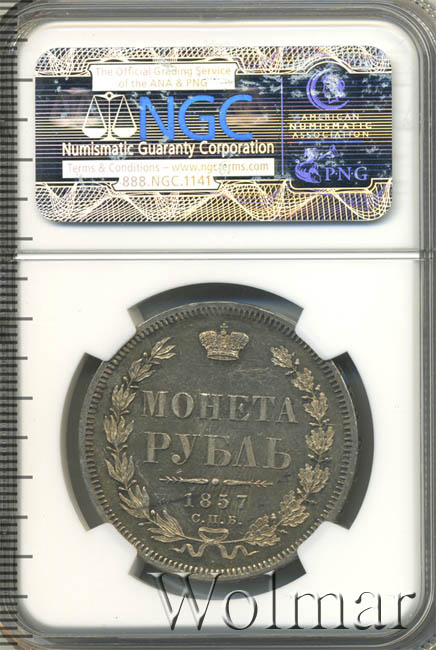 The Official Grading Service
of the ANA & PNG
NGC
Numismatic Guaranty Corporation
Terms & Conditions – www.ngcterms.com
888.NGC.1141
AMERICAN
NUMISMATIC
ASSOCIATION
PNG
МОНЕТА
РУБЛЬ
1857
С.П.Б.
Wolmar